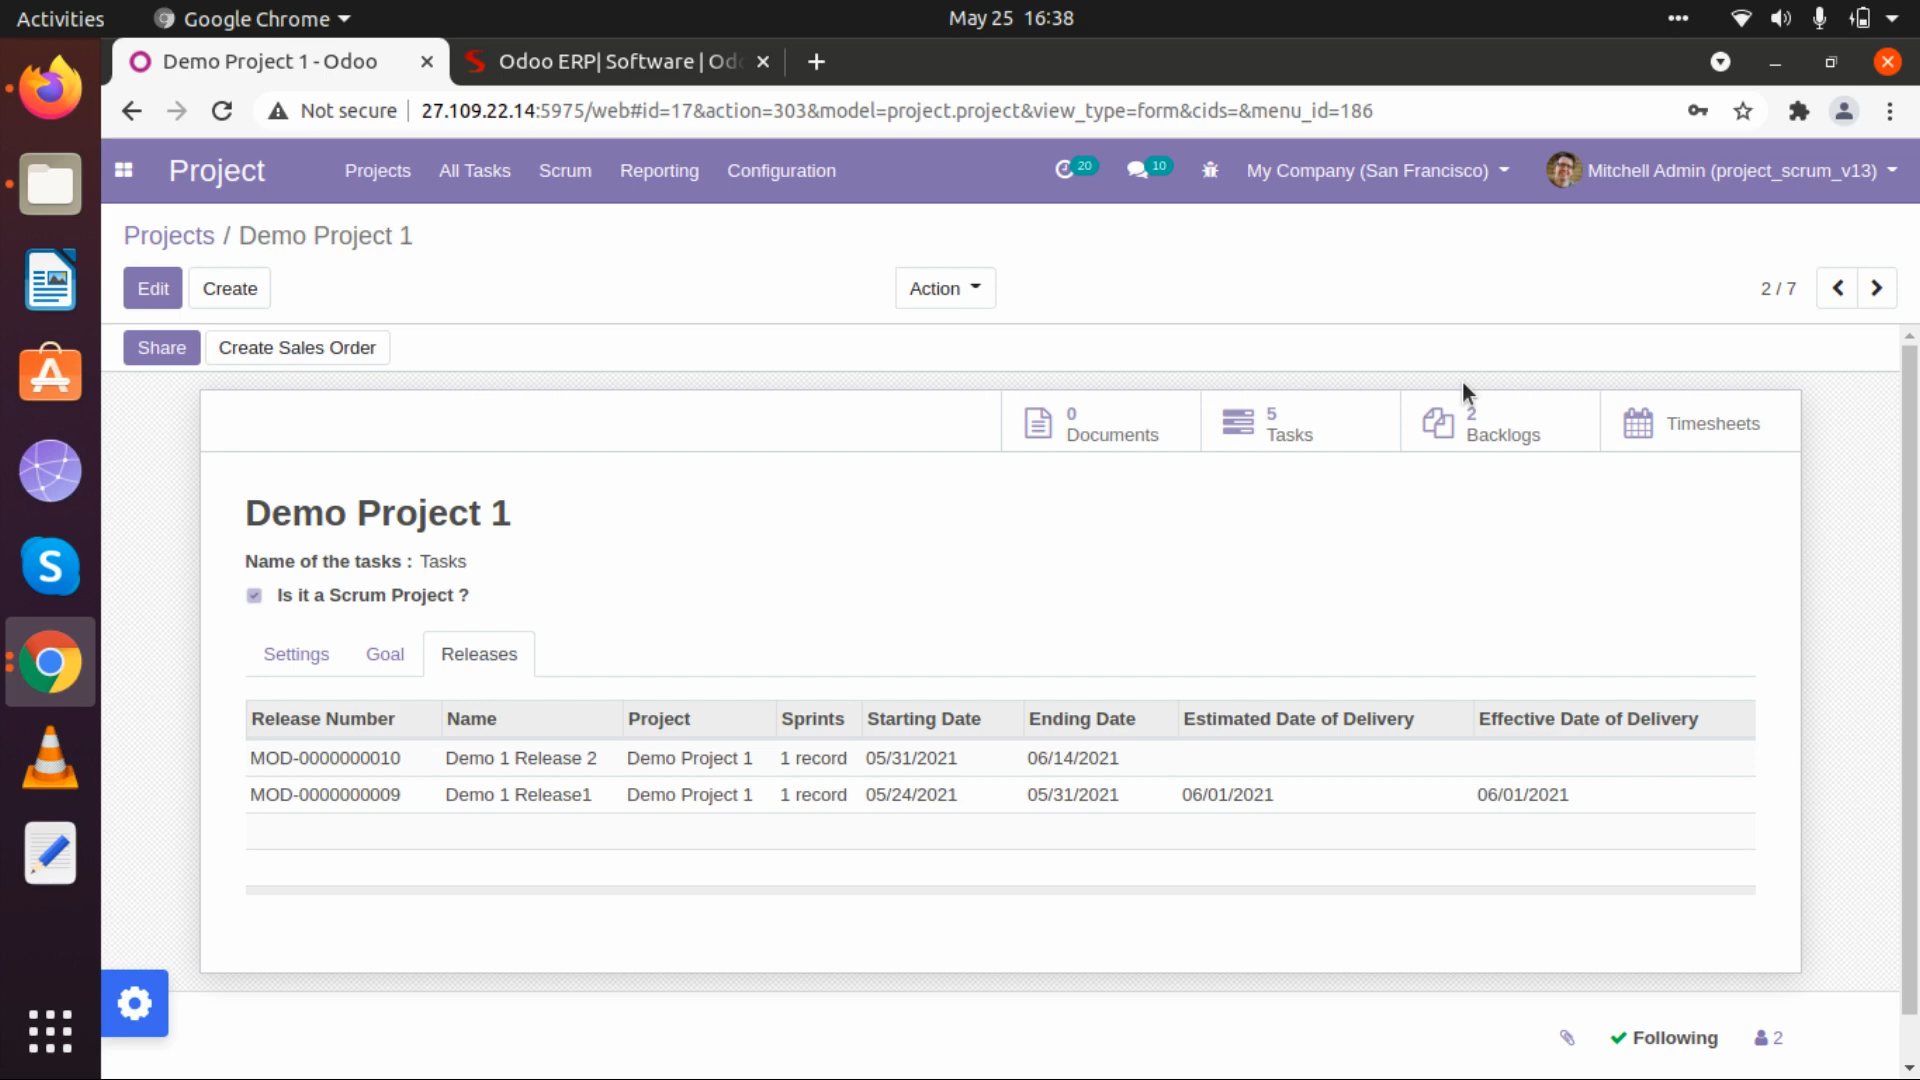 Activities Google Chrome May 25 16:38
Demo Project 1 - Odoo Odoo ERP| Software | Odo
Not secure 27.109.22.14:5975/web#id=17&action=303&model=project.project&view_type=form&cids=&menu_id=186
Project Projects All Tasks Scrum Reporting Configuration 20 10 My Company (San Francisco) Mitchell Admin (project_scrum_v13)
Projects / Demo Project 1
Edit Create Action 2 / 7
Share Create Sales Order
0 Documents 5 Tasks 2 Backlogs Timesheets
Demo Project 1
Name of the tasks : Tasks
Is it a Scrum Project ?
Settings Goal Releases
Release Number Name Project Sprints Starting Date Ending Date Estimated Date of Delivery Effective Date of Delivery
MOD-0000000010 Demo 1 Release 2 Demo Project 1 1 record 05/31/2021 06/14/2021
MOD-0000000009 Demo 1 Release1 Demo Project 1 1 record 05/24/2021 05/31/2021 06/01/2021 06/01/2021
Following 2